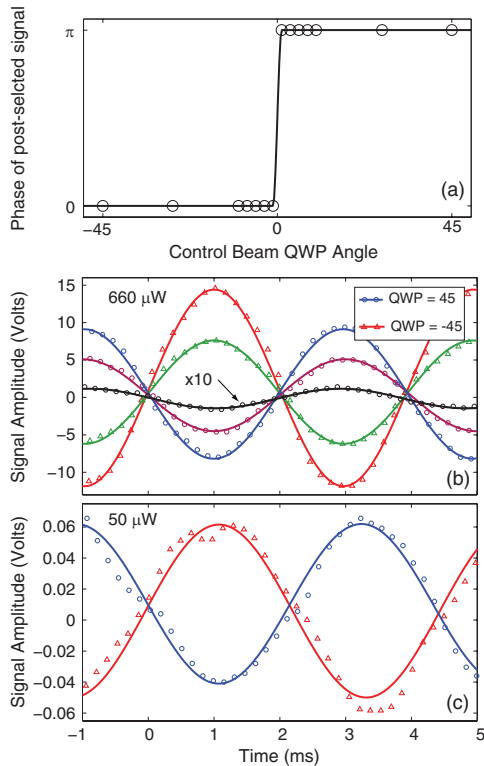 Phase of post-selcted signal
π
0
(a)
-45
0
45
Control Beam QWP Angle
Signal Amplitude (Volts)
15
10
5
0
-5
-10
660 μW
QWP = 45
QWP = -45
x10
(b)
Signal Amplitude (Volts)
0.06
0.04
0.02
0
-0.02
-0.04
-0.06
50 μW
(c)
-1
0
1
2
3
4
5
Time (ms)